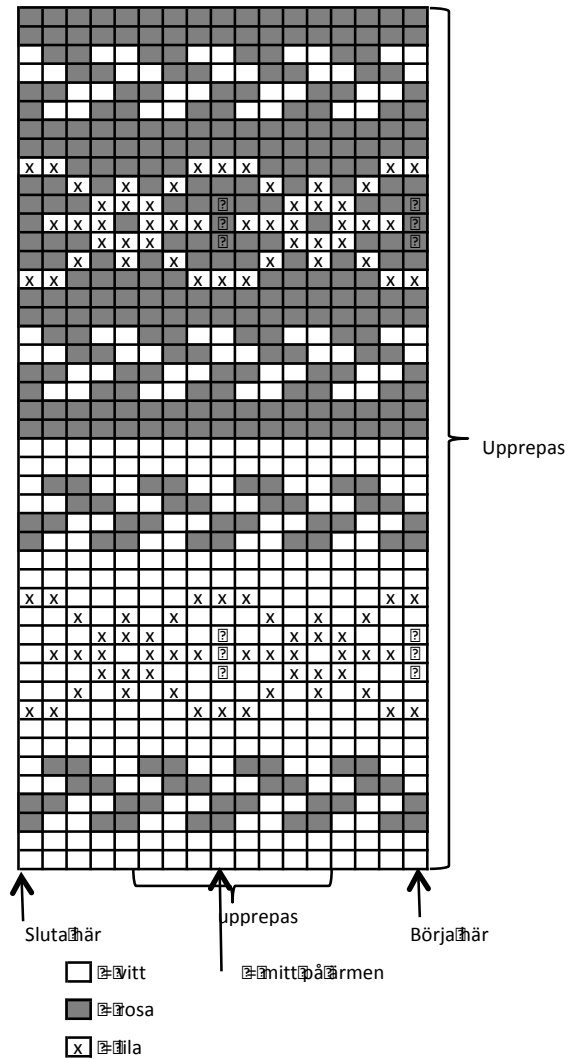 Upprepas
upprepas
Sluta⍰här
Börja⍰här
⍰=⍰vitt
⍰=⍰mitt⍰på⍰ärmen
⍰=⍰rosa
x ⍰=⍰lila